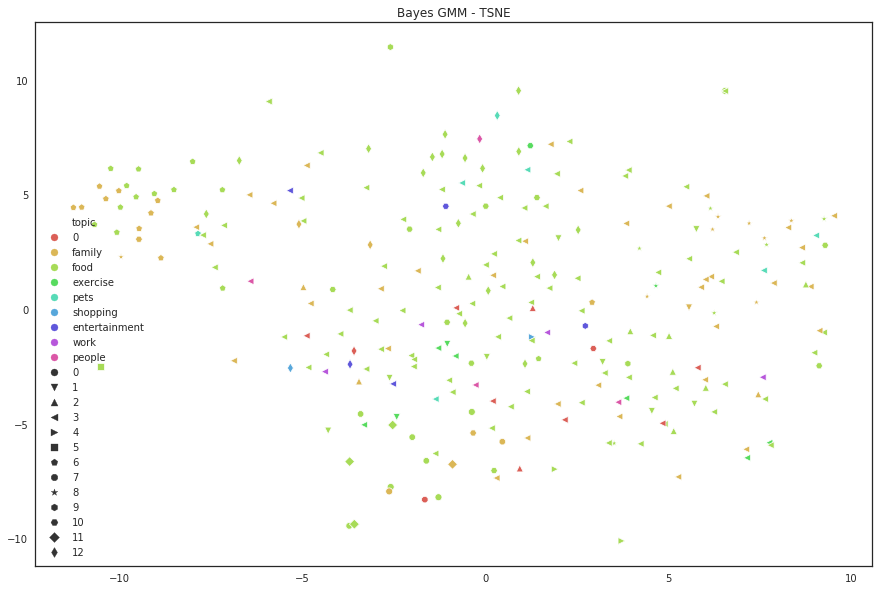 Bayes GMM - TSNE
10
5
0
−5
−10
topic
0
family
food
exercise
pets
shopping
entertainment
work
people
0
1
2
3
4
5
6
7
8
9
10
11
12
−10
−5
0
5
10